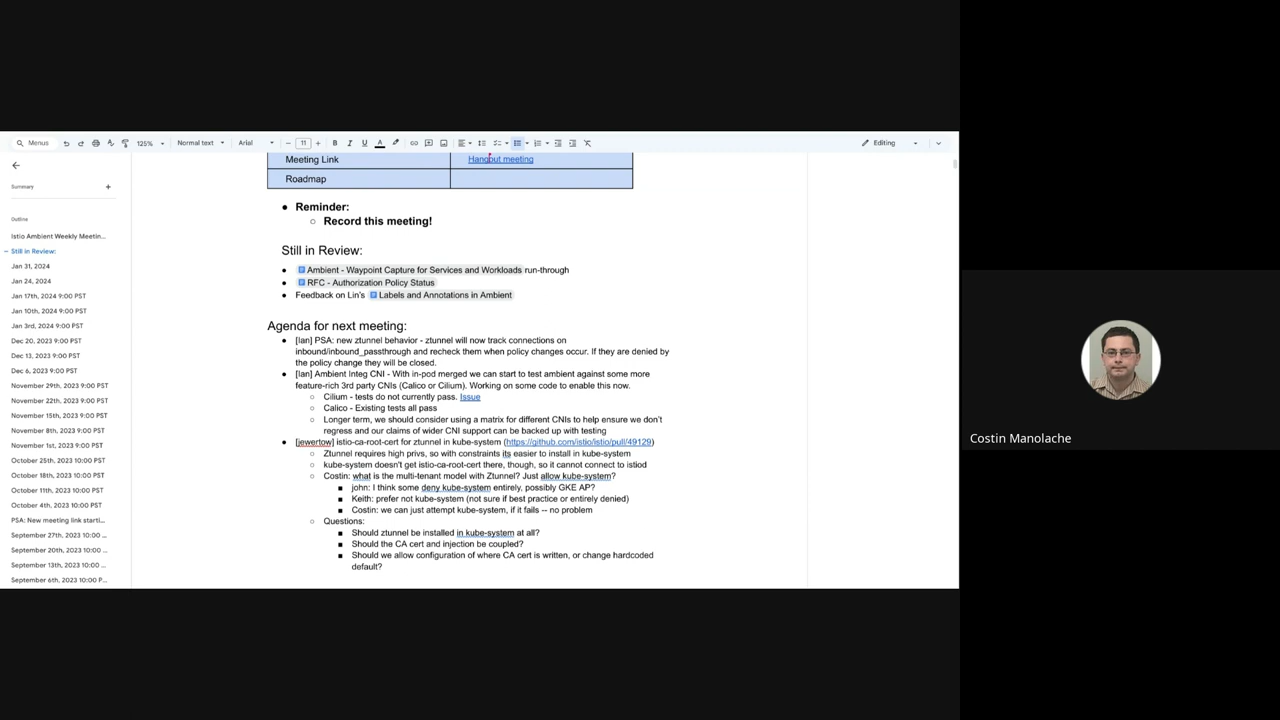 Menus
125%
Normal text
Arial
11
Editing
Summary
Outline
Istio Ambient Weekly Meetin...
Still in Review:
Jan 31, 2024
Jan 24, 2024
Jan 17th, 2024 9:00 PST
Jan 10th, 2024 9:00 PST
Jan 3rd, 2024 9:00 PST
Dec 20, 2023 9:00 PST
Dec 13, 2023 9:00 PST
Dec 6, 2023 9:00 PST
November 29th, 2023 9:00 PST
November 22, 2023 9:00 PST
November 15th, 2023 9:00 PST
November 8th, 2023 9:00 PST
November 1st, 2023 9:00 PST
October 25th, 2023 10:00 PST
October 18th, 2023 10:00 PST
October 11th, 2023 10:00 PST
October 4th, 2023 10:00 PST
PSA: New meeting link starti...
September 27th, 2023 10:00 ...
September 20th, 2023 10:00 ...
September 13th, 2023 10:00 ...
September 6th, 2023 10:00 P...
Meeting Link
Hangout meeting
Roadmap
Reminder:
Record this meeting!
Still in Review:
Ambient - Waypoint Capture for Services and Workloads run-through
RFC - Authorization Policy Status
Feedback on Lin's Labels and Annotations in Ambient
Agenda for next meeting:
[Ian] PSA: new ztunnel behavior - ztunnel will now track connections on
inbound/inbound_passthrough and recheck them when policy changes occur. If they are denied by
the policy change they will be closed.
[Ian] Ambient Integ CNI - With in-pod merged we can start to test ambient against some more
feature-rich 3rd party CNIs (Calico or Cilium). Working on some code to enable this now.
Cilium - tests do not currently pass. Issue
Calico - Existing tests all pass
Longer term, we should consider using a matrix for different CNIs to help ensure we don't
regress and our claims of wider CNI support can be backed up with testing
[jewertow] istio-ca-root-cert for ztunnel in kube-system (https://github.com/istio/istio/pull/49129)
Ztunnel requires high privs, so with constraints its easier to install in kube-system
kube-system doesn't get istio-ca-root-cert there, though, so it cannot connect to istiod
Costin: what is the multi-tenant model with Ztunnel? Just allow kube-system?
john: I think some deny kube-system entirely, possibly GKE AP?
Keith: prefer not kube-system (not sure if best practice or entirely denied)
Costin: we can just attempt kube-system, if it fails -- no problem
Questions:
Should ztunnel be installed in kube-system at all?
Should the CA cert and injection be coupled?
Should we allow configuration of where CA cert is written, or change hardcoded
default?
Costin Manolache